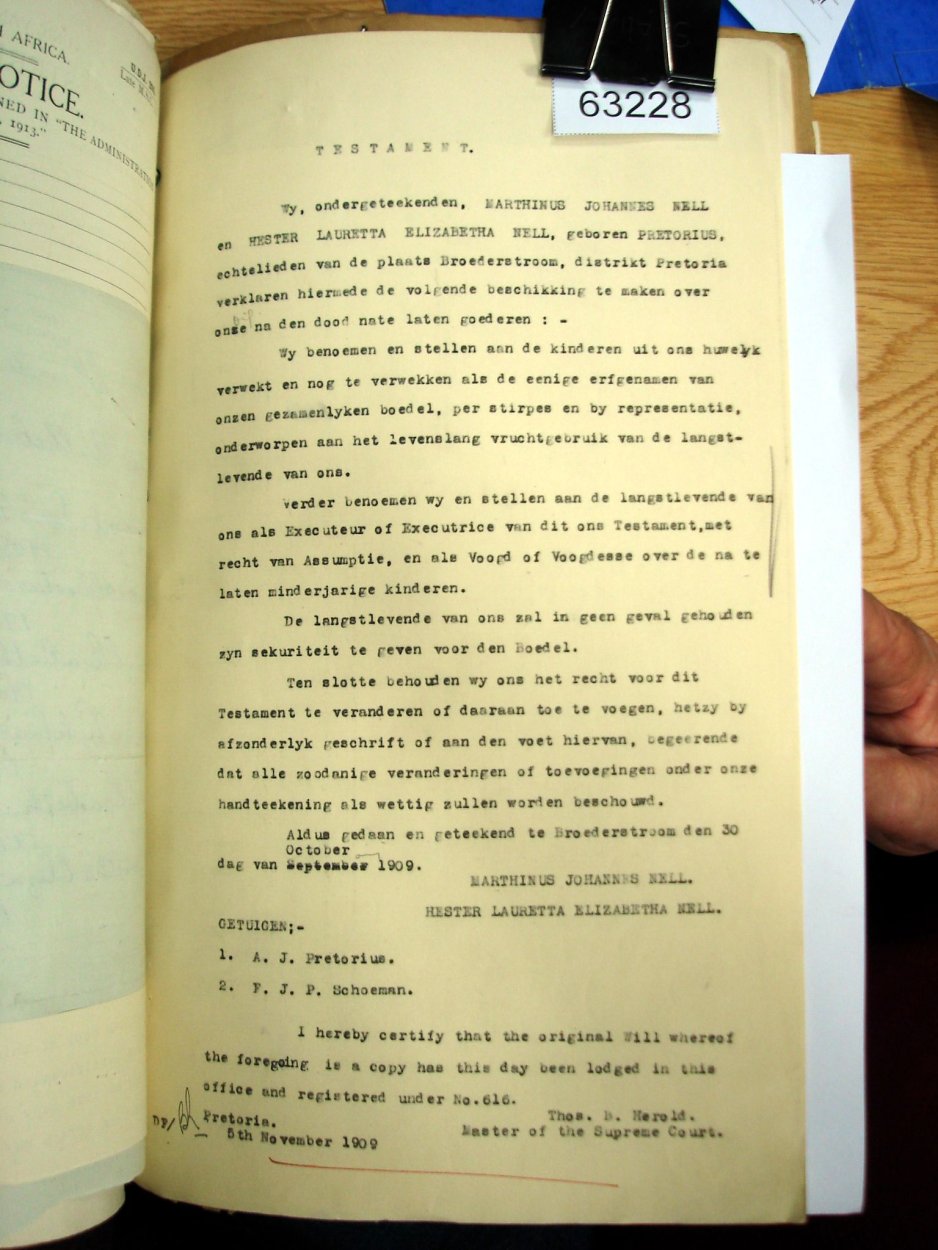 H AFRICA.
OTICE.
NED IN "THE ADMINISTRATION
, 1913."
63228
TESTAMENT.
Wy, ondergeteekenden, MARTHINUS JOHANNES NELL
en HESTER LAURETTA ELIZABETHA NELL, geboren PRETORIUS,
echtelieden van de plaats Broederstroom, distrikt Pretoria
verklaren hiermede de volgende beschikking te maken over
onze na den dood nate laten goederen : -
Wy benoemen en stellen aan de kinderen uit ons huwelyk
verwekt en nog te verwekken als de eenige erfgenamen van
onzen gezamenlyken boedel, per stirpes en by representatie,
onderworpen aan het levenslang vruchtgebruik van de langst-
levende van ons.
Verder benoemen wy en stellen aan de langstlevende van
ons als Executeur of Executrice van dit ons Testament,met
recht van Assumptie, en als Voogd of Voogdesse over de na te
laten minderjarige kinderen.
De langstlevende van ons zal in geen geval gehouden
zyn sekuriteit te geven voor den Boedel.
Ten slotte behouden wy ons het recht voor dit
Testament te veranderen of daaraan toe te voegen, hetzy by
afzonderlyk geschrift of aan den voet hiervan, begeerende
dat alle zoodanige veranderingen of toevoegingen onder onze
handteekening als wettig zullen worden beschouwd.
Aldus gedaan en geteekend te Broederstroom den 30
October
dag van September 1909.
MARTHINUS JOHANNES NELL.
HESTER LAURETTA ELIZABETHA NELL.
GETUIGEN;-
1. A. J. Pretorius.
2. F. J. P. Schoeman.
I hereby certify that the original Will whereof
the foregoing is a copy has this day been lodged in this
office and registered under No.616.
Pretoria.
5th November 1909
Thos. B. Herold.
Master of the Supreme Court.